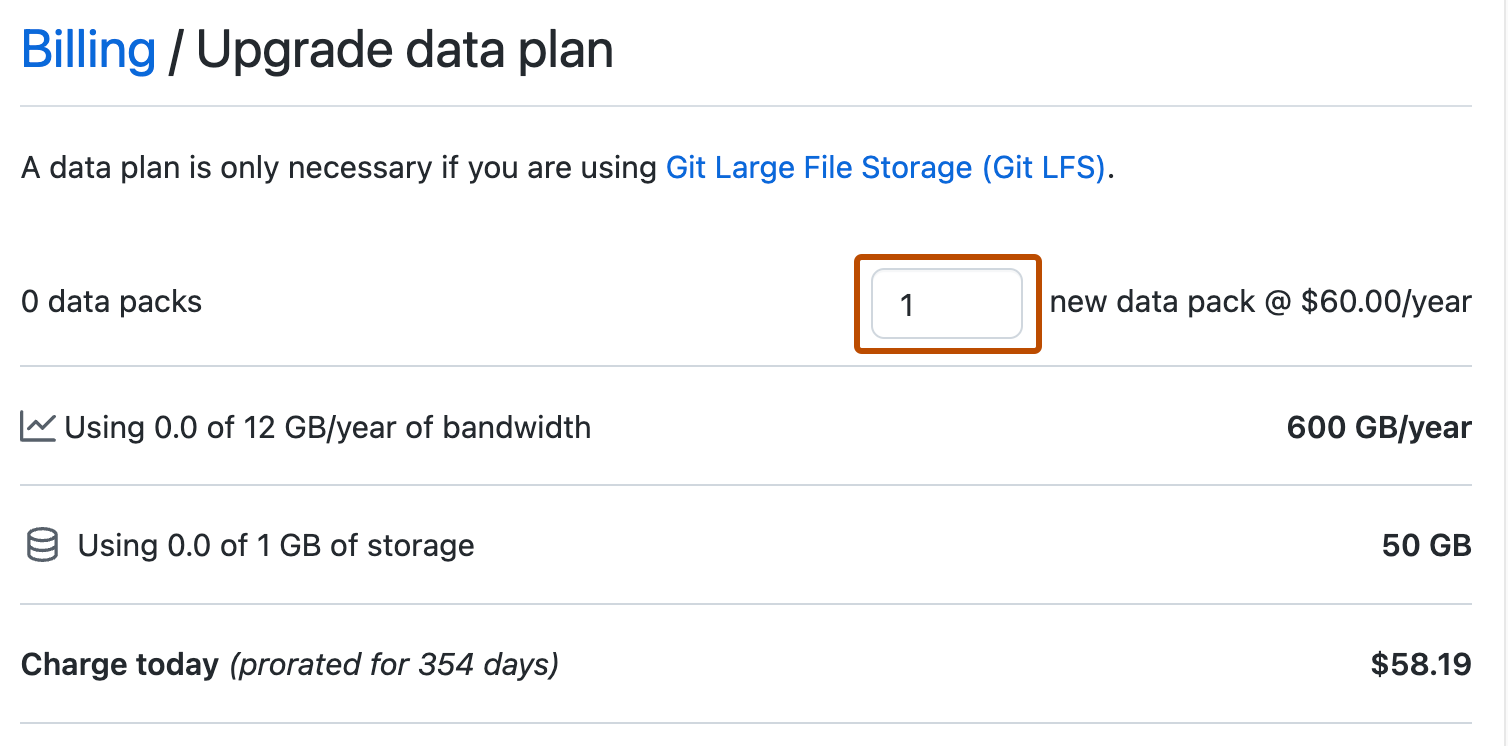 Billing / Upgrade data plan
A data plan is only necessary if you are using Git Large File Storage (Git LFS).
0 data packs 1 new data pack @ $60.00/year
Using 0.0 of 12 GB/year of bandwidth 600 GB/year
Using 0.0 of 1 GB of storage 50 GB
Charge today (prorated for 354 days) $58.19